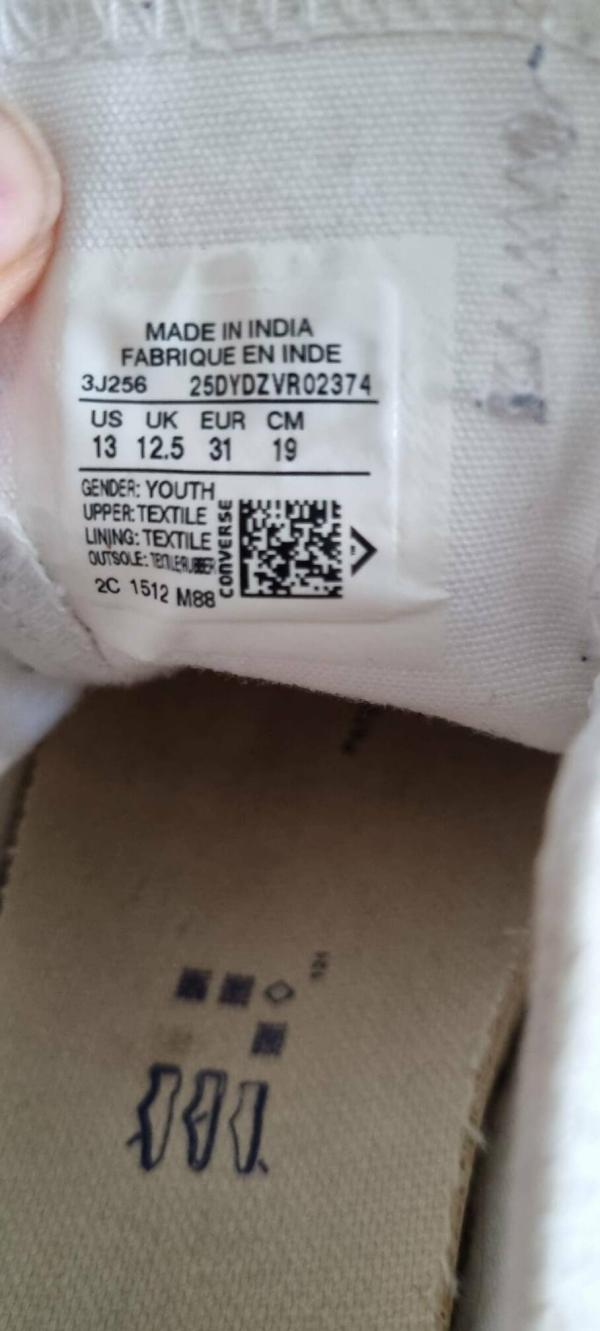 MADE IN INDIA
FABRIQUE EN INDE
3J256 25DYDZVR02374
US UK EUR CM
13 12.5 31 19
GENDER: YOUTH
UPPER: TEXTILE
LINING: TEXTILE
OUTSOLE: TEXTILE/RUBBER
2C 1512 M88
CONVERSE